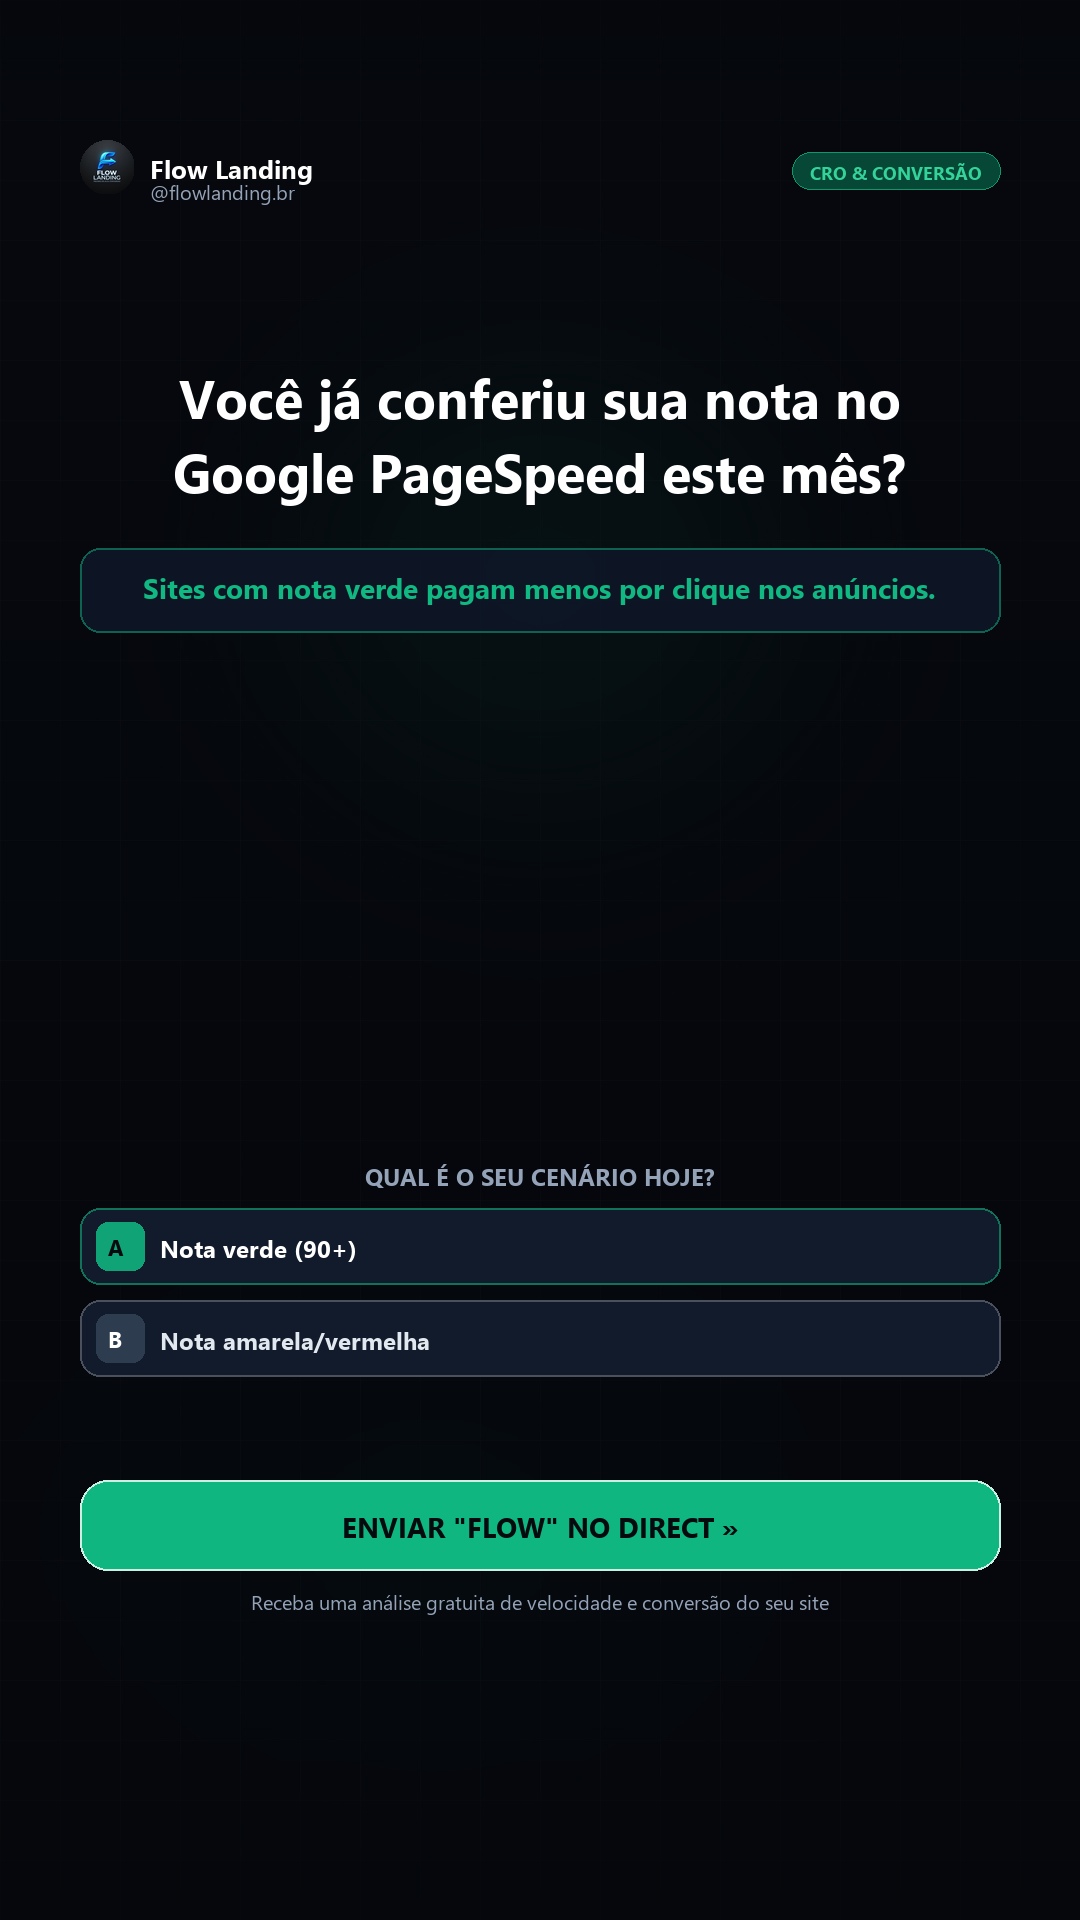 FLOW
LANDING
Flow Landing
@flowlanding.br
CRO & CONVERSÃO
Você já conferiu sua nota no
Google PageSpeed este mês?
Sites com nota verde pagam menos por clique nos anúncios.
QUAL É O SEU CENÁRIO HOJE?
A Nota verde (90+)
B Nota amarela/vermelha
ENVIAR "FLOW" NO DIRECT »
Receba uma análise gratuita de velocidade e conversão do seu site